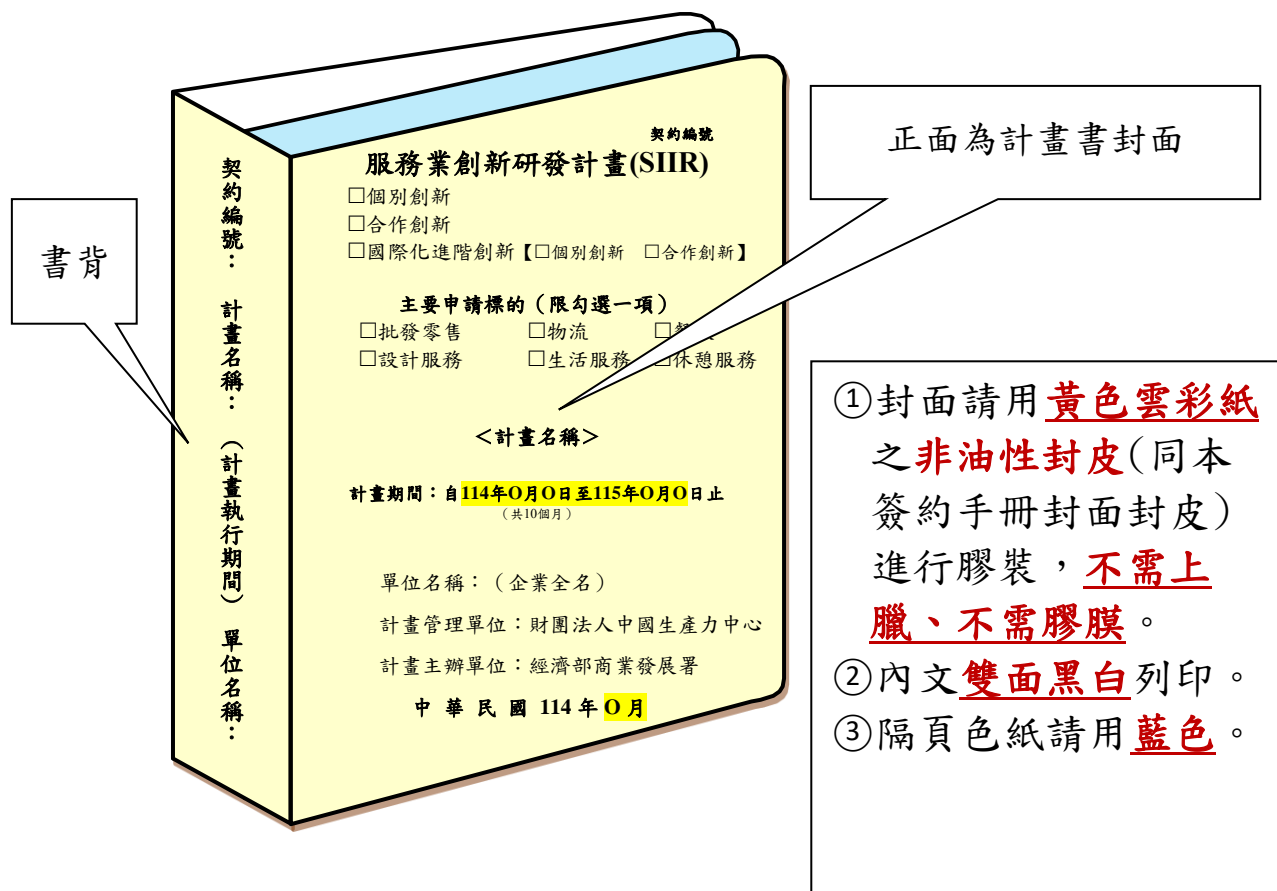 書背
契約編號： 計畫名稱： （計畫執行期間） 單位名稱：
契約編號
服務業創新研發計畫(SIIR)
□個別創新
□合作創新
□國際化進階創新【□個別創新 □合作創新】
主要申請標的（限勾選一項）
□批發零售 □物流 □
□設計服務 □生活服務 □休憩服務
＜計畫名稱＞
計畫期間：自114年O月O日至115年O月O日止
（共10個月）
單位名稱：（企業全名）
計畫管理單位：財團法人中國生產力中心
計畫主辦單位：經濟部商業發展署
中 華 民 國 114 年 O 月
正面為計畫書封面
①封面請用黃色雲彩紙
之非油性封皮(同本
簽約手冊封面封皮)
進行膠裝，不需上
臘、不需膠膜。
②內文雙面黑白列印。
③隔頁色紙請用藍色。